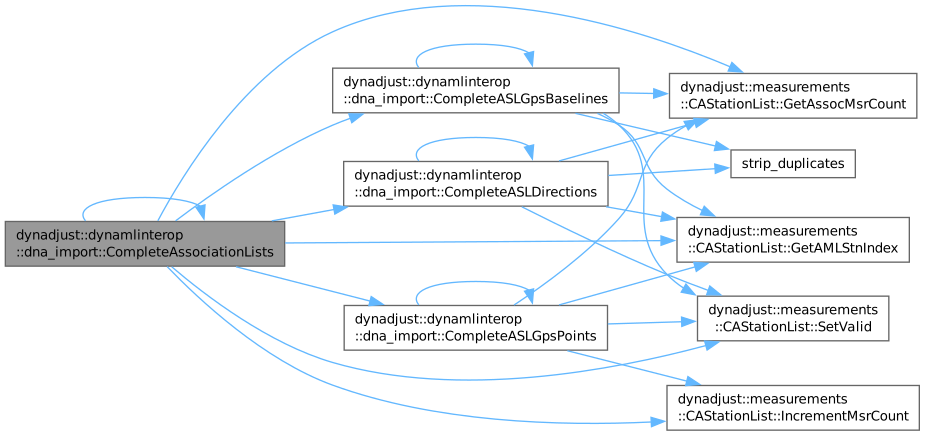 dynadjust::dynamlinterop
::dna_import::CompleteAssociationLists
dynadjust::dynamlinterop
::dna_import::CompleteASLGpsBaselines
dynadjust::dynamlinterop
::dna_import::CompleteASLDirections
dynadjust::dynamlinterop
::dna_import::CompleteASLGpsPoints
dynadjust::measurements
::CAStationList::GetAssocMsrCount
strip_duplicates
dynadjust::measurements
::CAStationList::GetAMLStnIndex
dynadjust::measurements
::CAStationList::SetValid
dynadjust::measurements
::CAStationList::IncrementMsrCount